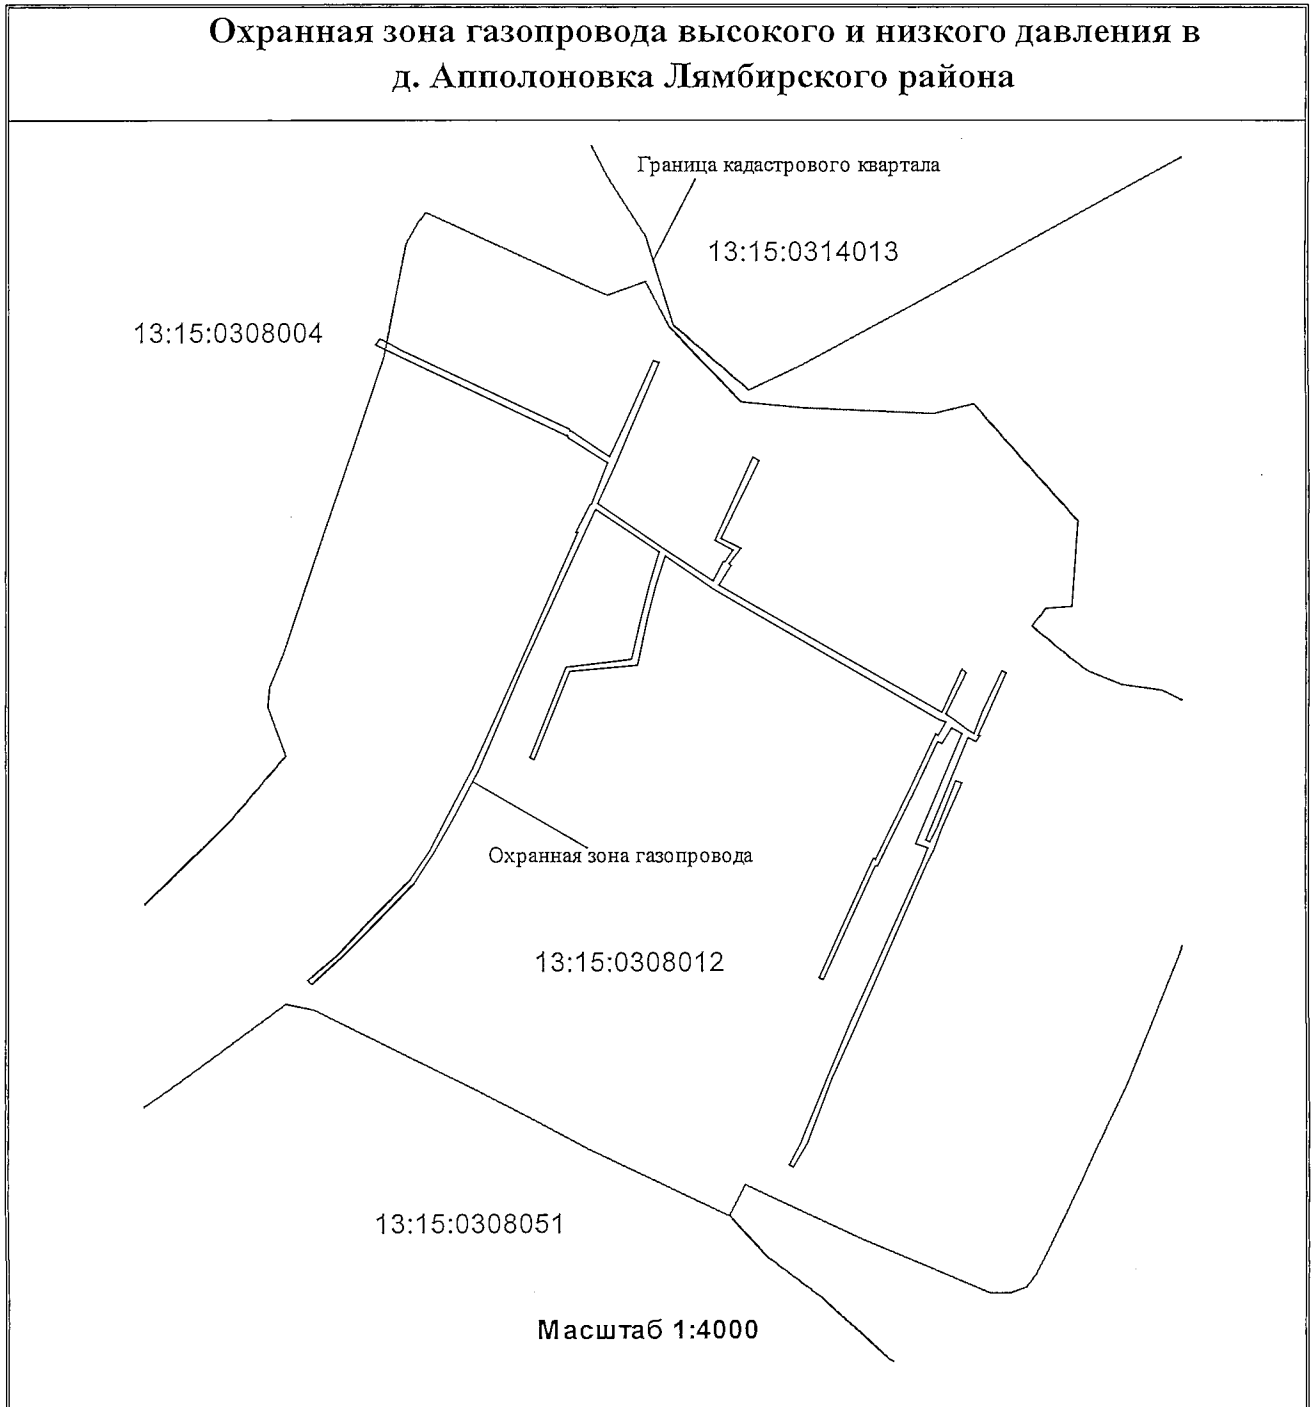 Охранная зона газопровода высокого и низкого давления в
д. Апполоновка Лямбирского района
Граница кадастрового квартала
13:15:0314013
13:15:0308004
Охранная зона газопровода
13:15:0308012
13:15:0308051
Масштаб 1:4000